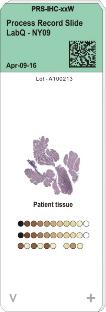 PRS-IHC-xxW
Process Record Slide
LabQ - NY09
Apr-09-16
Lot - A100213
Patient tissue
V +